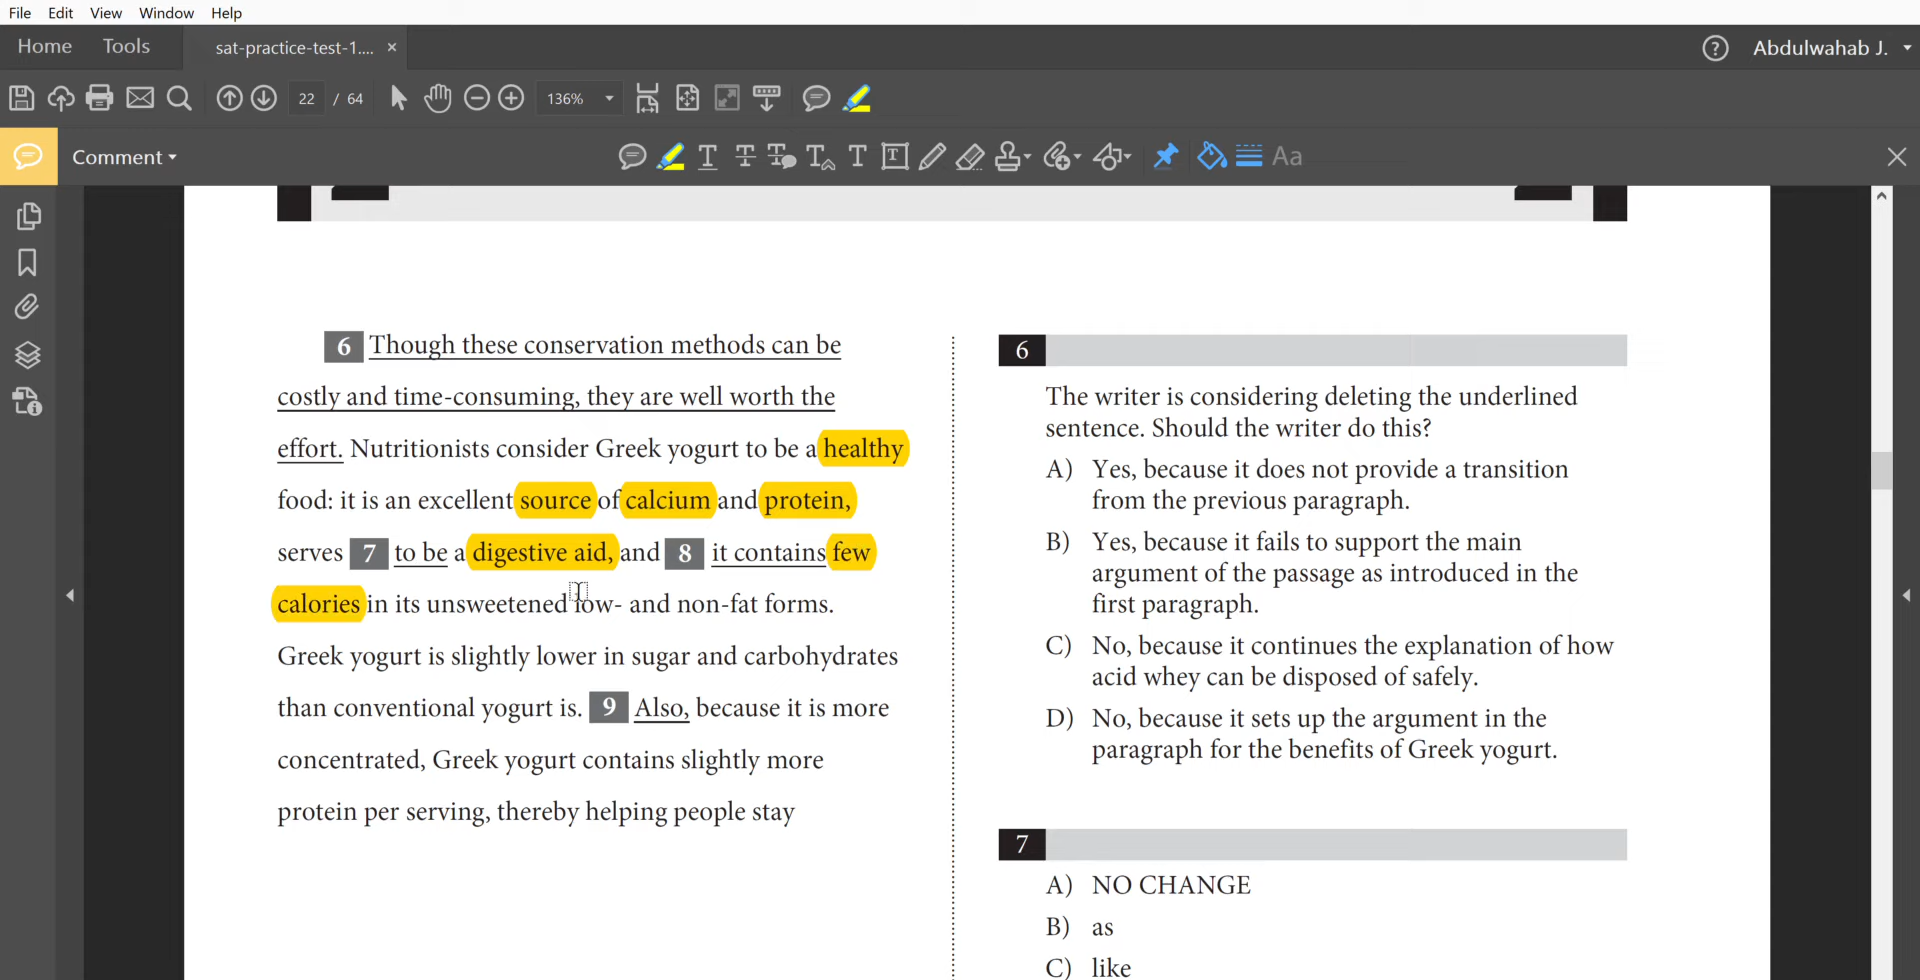 File Edit View Window Help
Home Tools sat-practice-test-1.... × ? Abdulwahab J.
22 / 64 136%
Comment Aa
6 Though these conservation methods can be
costly and time-consuming, they are well worth the
effort. Nutritionists consider Greek yogurt to be a healthy
food: it is an excellent source of calcium and protein,
serves 7 to be a digestive aid, and 8 it contains few
calories in its unsweetened low- and non-fat forms.
Greek yogurt is slightly lower in sugar and carbohydrates
than conventional yogurt is. 9 Also, because it is more
concentrated, Greek yogurt contains slightly more
protein per serving, thereby helping people stay
6
The writer is considering deleting the underlined
sentence. Should the writer do this?
A) Yes, because it does not provide a transition
from the previous paragraph.
B) Yes, because it fails to support the main
argument of the passage as introduced in the
first paragraph.
C) No, because it continues the explanation of how
acid whey can be disposed of safely.
D) No, because it sets up the argument in the
paragraph for the benefits of Greek yogurt.
7
A) NO CHANGE
B) as
C) like